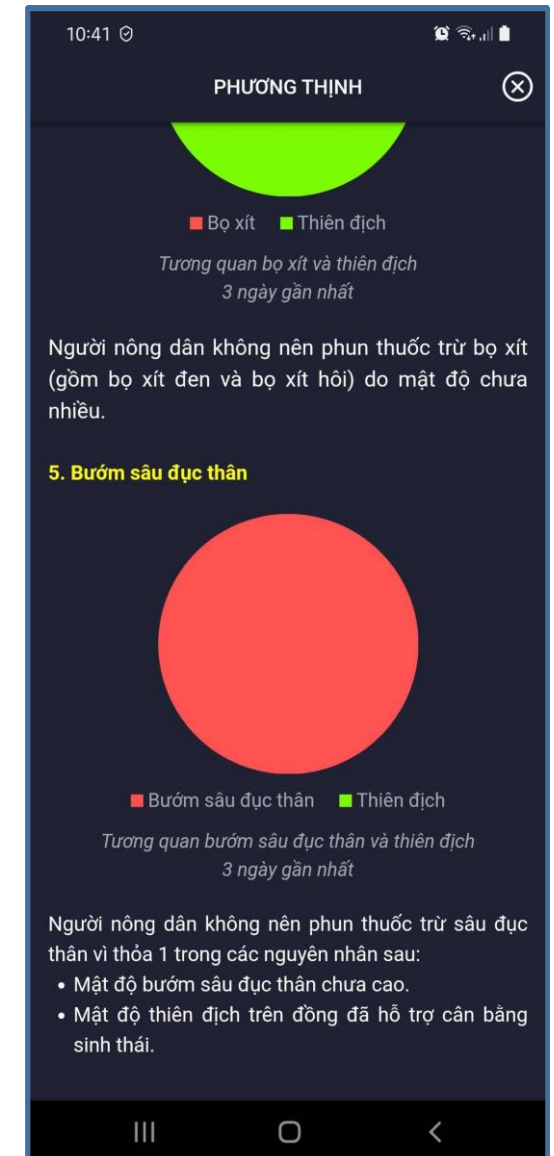 10:41
PHƯƠNG THỊNH
Bọ xít Thiên địch
Tương quan bọ xít và thiên địch
3 ngày gần nhất
Người nông dân không nên phun thuốc trừ bọ xít
(gồm bọ xít đen và bọ xít hôi) do mật độ chưa
nhiều.
5. Bướm sâu đục thân
Bướm sâu đục thân Thiên địch
Tương quan bướm sâu đục thân và thiên địch
3 ngày gần nhất
Người nông dân không nên phun thuốc trừ sâu đục
thân vì thỏa 1 trong các nguyên nhân sau:
• Mật độ bướm sâu đục thân chưa cao.
• Mật độ thiên địch trên đồng đã hỗ trợ cân bằng
sinh thái.